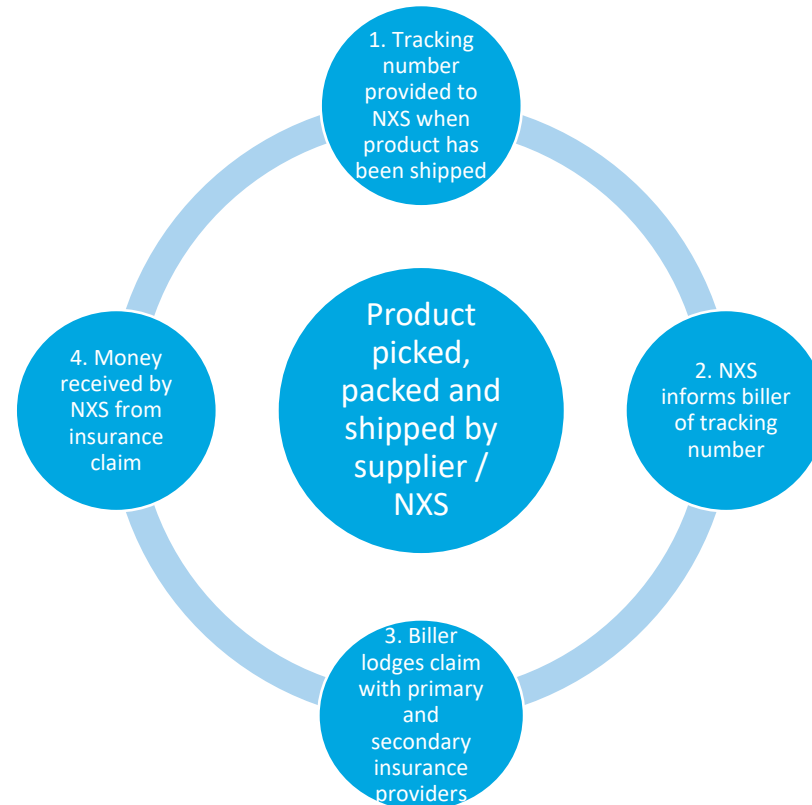 1. Tracking
number
provided to
NXS when
product has
been shipped
Product
picked,
packed and
shipped by
supplier /
NXS
2. NXS
informs biller
of tracking
number
3. Biller
lodges claim
with primary
and
secondary
insurance
providers
4. Money
received by
NXS from
insurance
claim